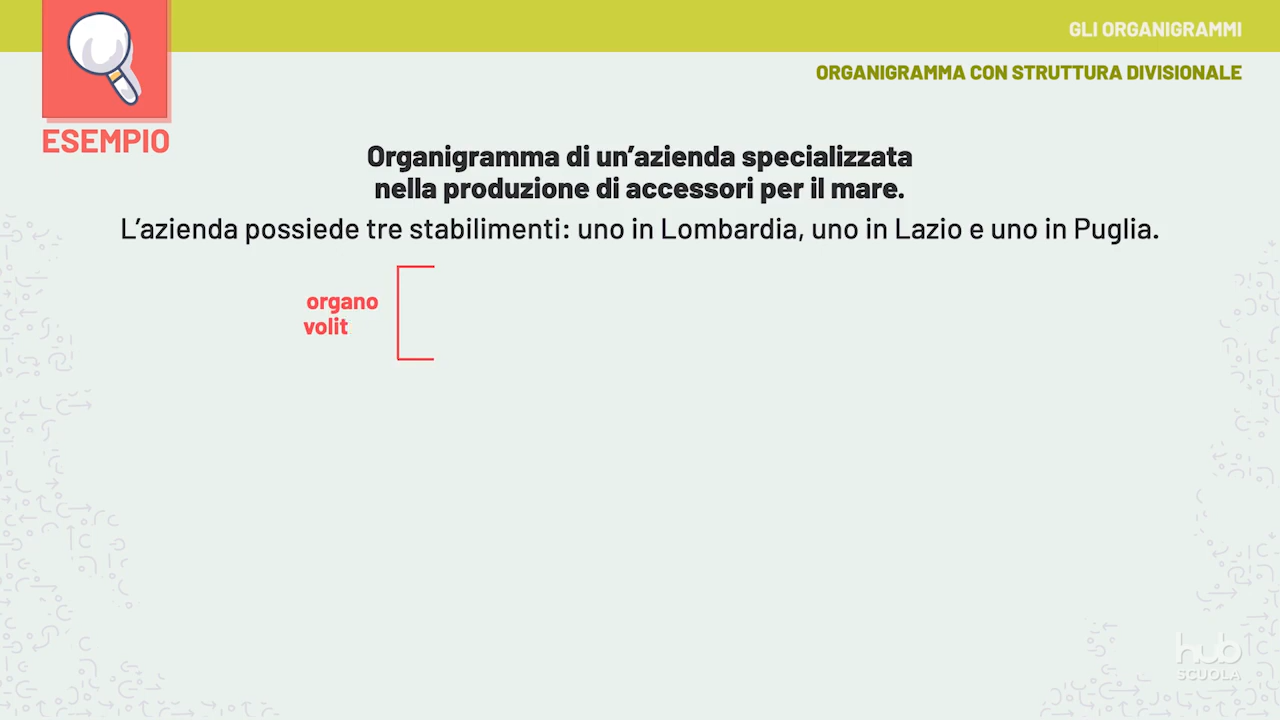 GLI ORGANIGRAMMI
ORGANIGRAMMA CON STRUTTURA DIVISIONALE
ESEMPIO
Organigramma di un’azienda specializzata
nella produzione di accessori per il mare.
L’azienda possiede tre stabilimenti: uno in Lombardia, uno in Lazio e uno in Puglia.
organo
volit
hub
SCUOLA